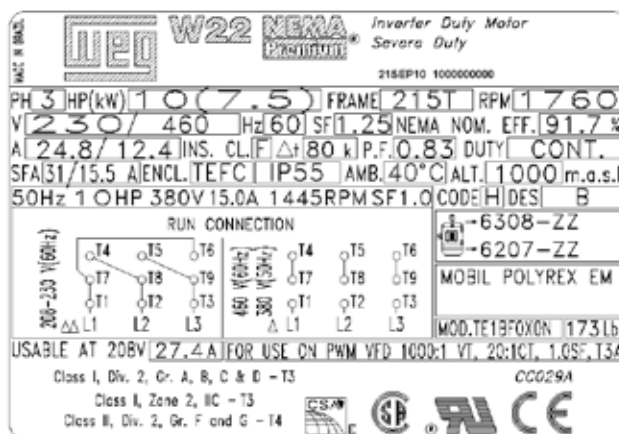 MADE IN BRAZIL
WEG W22 NEMA Premium® Inverter Duty Motor
Severe Duty
21SEP10 1000000000
PH 3 HP(kW) 10(7.5) FRAME 215T RPM 1760
V 230/ 460 Hz 60 SF 1.25 NEMA NOM. EFF. 91.7 %
A 24.8/12.4 INS. CL. F Δt 80 k P.F. 0.83 DUTY CONT.
SFA 31/15.5 A ENCL. TEFC IP55 AMB. 40°C ALT. 1000 m.a.s.l
50Hz 10HP 380V 15.0A 1445RPM SF1.0 CODE H DES B
RUN CONNECTION
208-230 V(60Hz)
T4 T5 T6
T7 T8 T9
T1 T2 T3
ΔΔ L1 L2 L3
460 V(60Hz)
380 V(50Hz)
T4 T5 T6
T7 T8 T9
T1 T2 T3
Δ L1 L2 L3
6308-ZZ
6207-ZZ
MOBIL POLYREX EM
MOD.TE1BF0X0N 173Lb
USABLE AT 208V 27.4A FOR USE ON PWM VFD 1000:1 VT, 20:1CT, 1.0SF, T3A
Class I, Div. 2, Gr. A, B, C & D - T3
Class I, Zone 2, IIC - T3
Class II, Div. 2, Gr. F and G - T4
CC029A
CSA E
SA
RU ®
CE